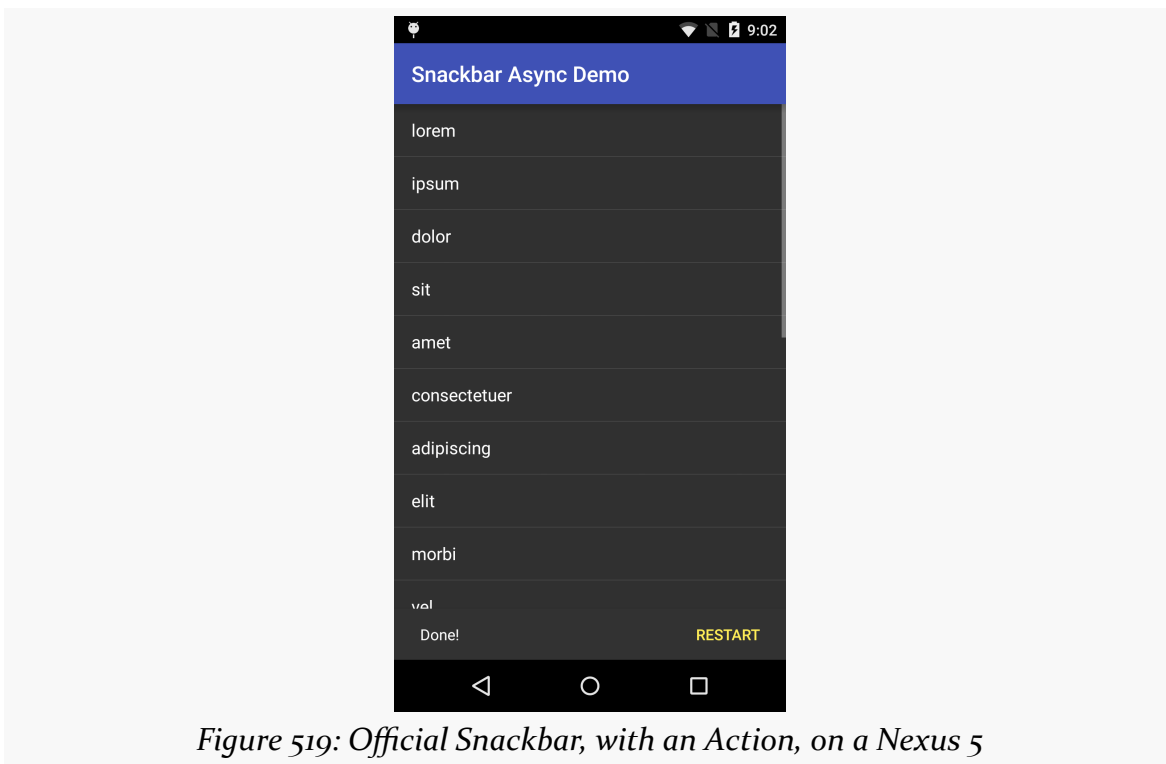 9:02
Snackbar Async Demo
lorem
ipsum
dolor
sit
amet
consectetuer
adipiscing
elit
morbi
vel
Done! RESTART
Figure 519: Official Snackbar, with an Action, on a Nexus 5